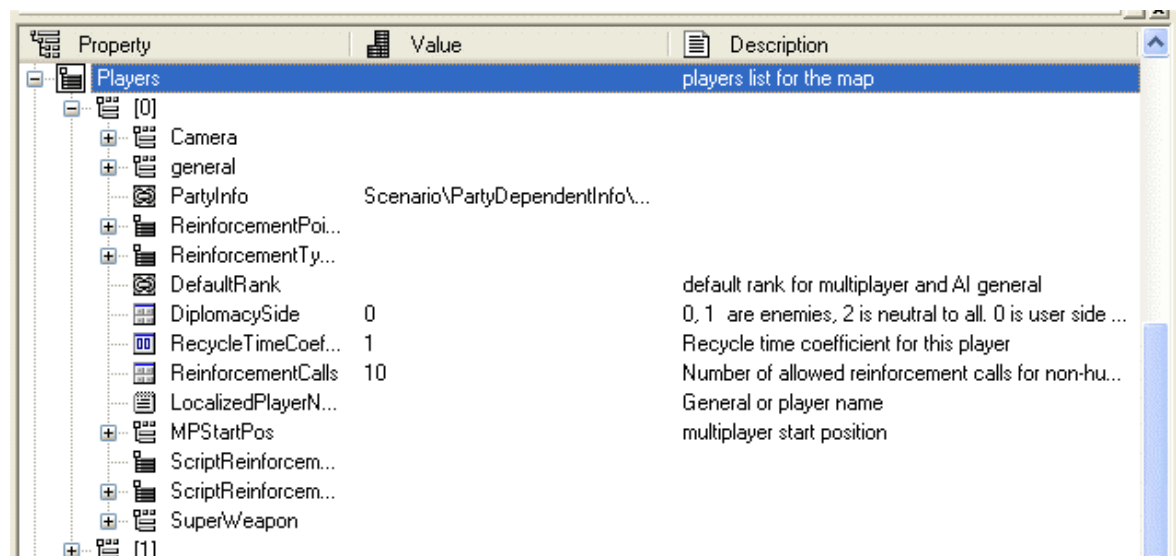 Property Value Description
Players players list for the map
[0]
Camera
general
PartyInfo Scenario\PartyDependentInfo\...
ReinforcementPoi...
ReinforcementTy...
DefaultRank default rank for multiplayer and AI general
DiplomacySide 0 0, 1 are enemies, 2 is neutral to all. 0 is user side ...
RecycleTimeCoef... 1 Recycle time coefficient for this player
ReinforcementCalls 10 Number of allowed reinforcement calls for non-hu...
LocalizedPlayerN... General or player name
MPStartPos multiplayer start position
ScriptReinforcem...
ScriptReinforcem...
SuperWeapon
[1]